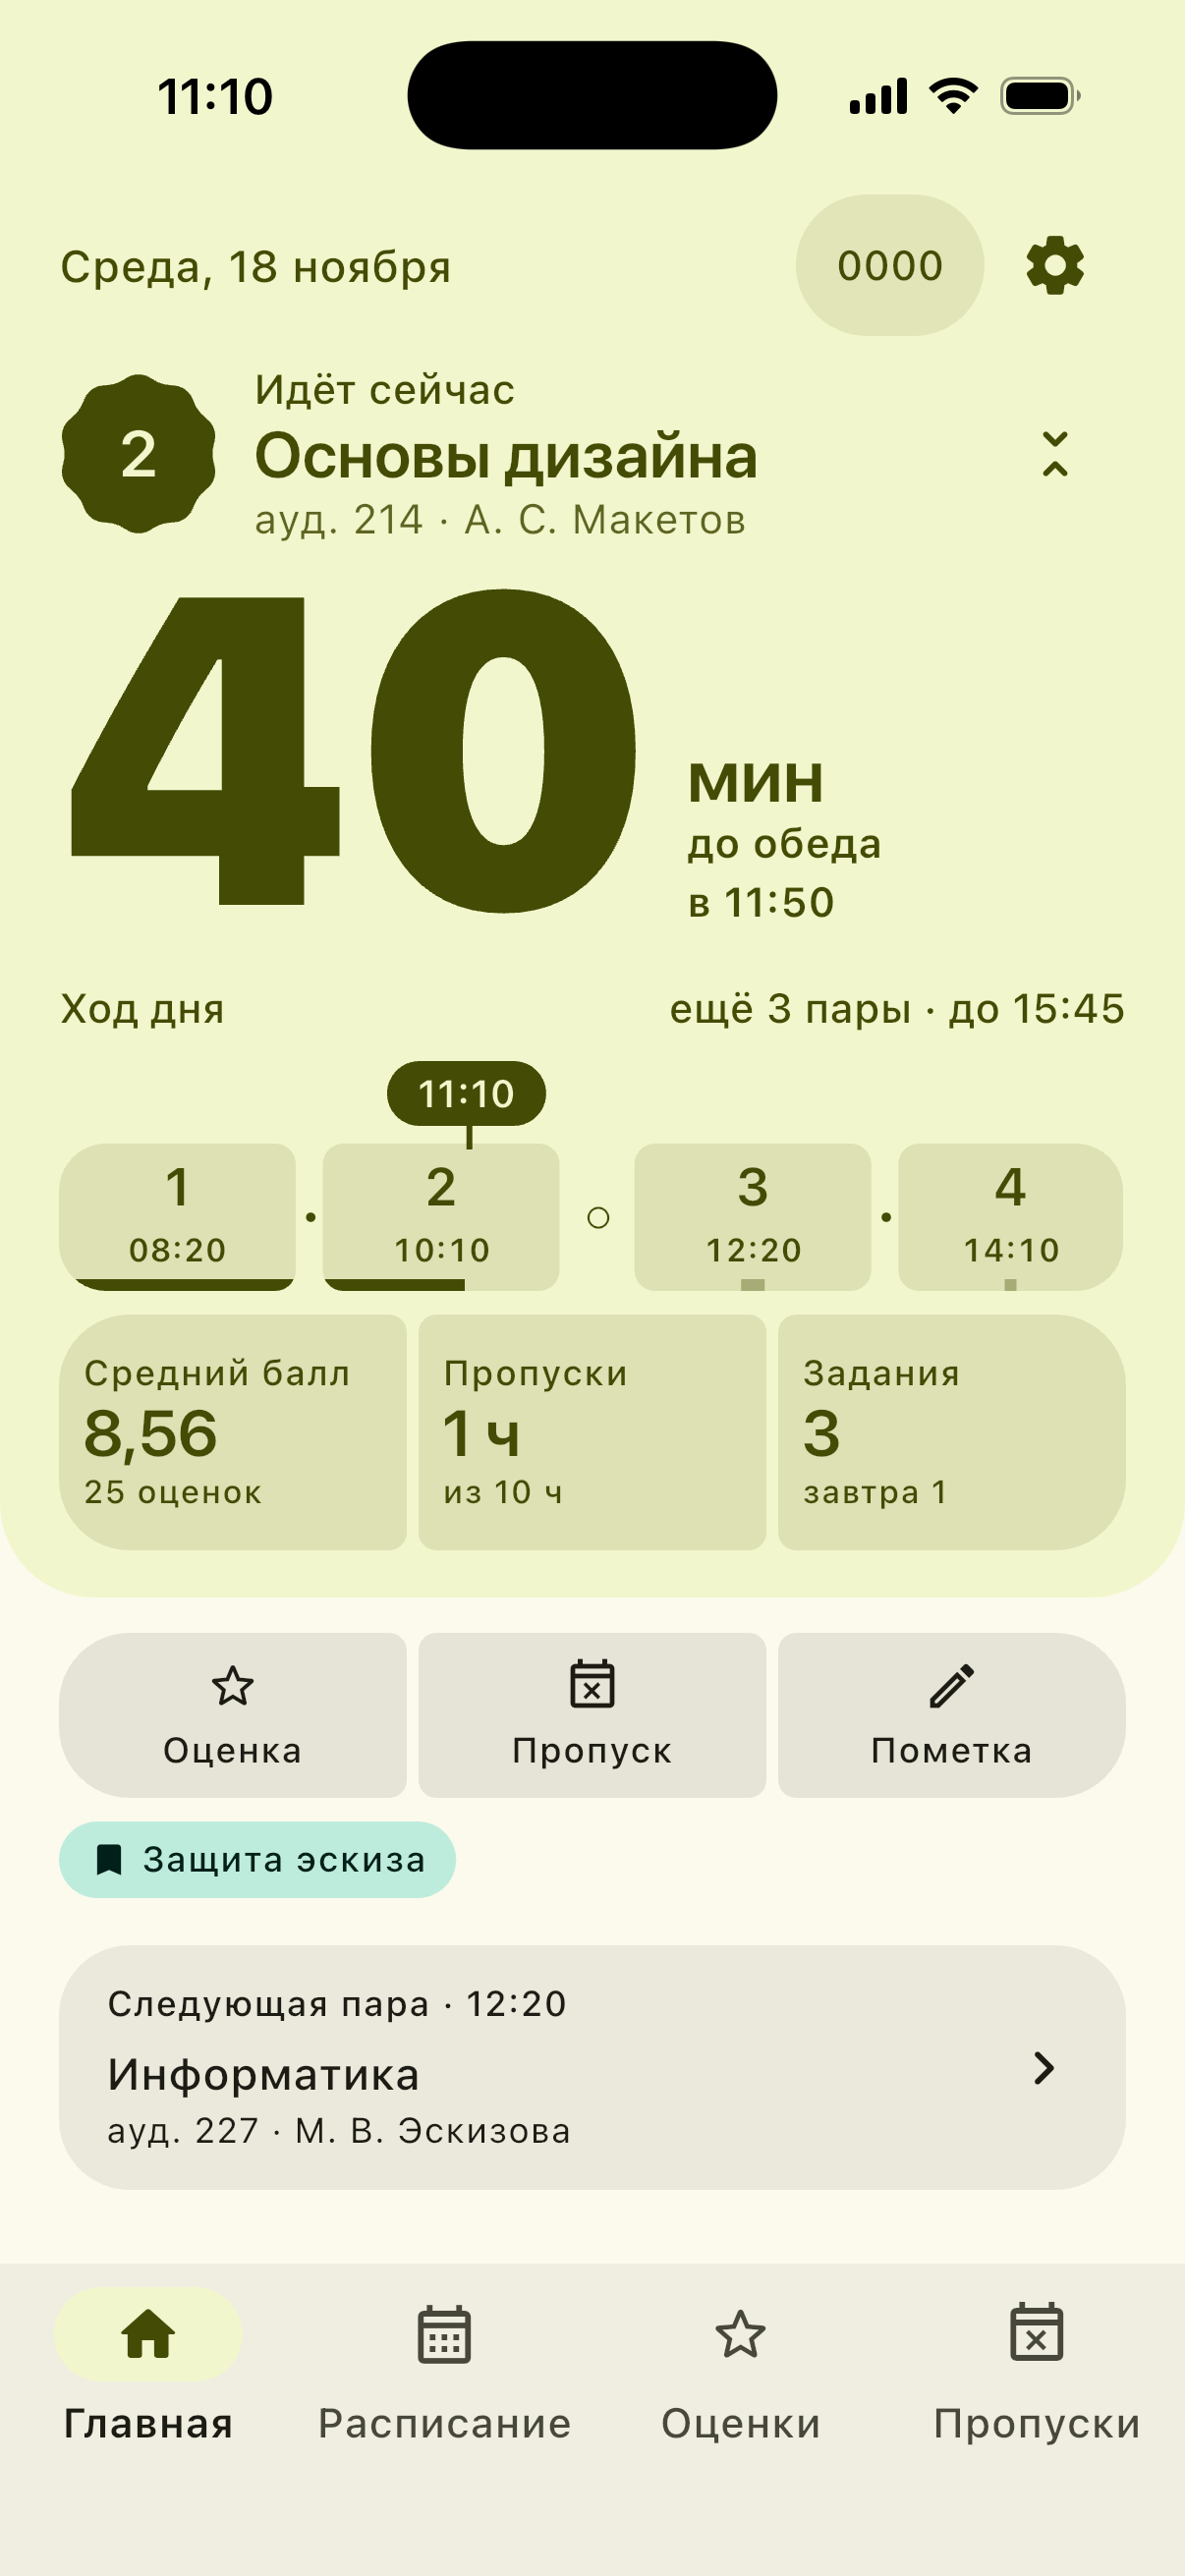 11:10
Среда, 18 ноября
0000
2
Идёт сейчас
Основы дизайна
ауд. 214 · А. С. Макетов
40
мин
до обеда
в 11:50
Ход дня
ещё 3 пары · до 15:45
11:10
1
08:20
2
10:10
3
12:20
4
14:10
Средний балл
8,56
25 оценок
Пропуски
1 ч
из 10 ч
Задания
3
завтра 1
Оценка
Пропуск
Пометка
Защита эскиза
Следующая пара · 12:20
Информатика
ауд. 227 · М. В. Эскизова
Главная
Расписание
Оценки
Пропуски